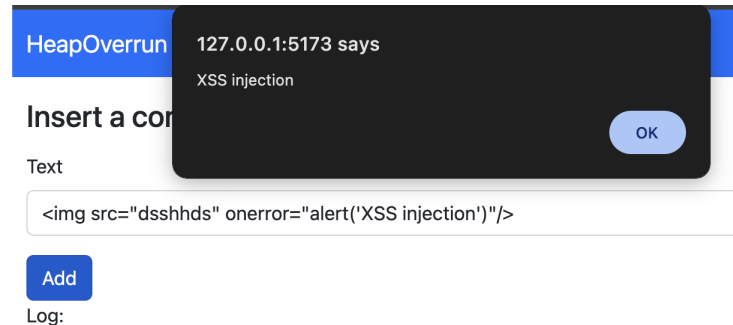 HeapOverrun
127.0.0.1:5173 says
XSS injection
OK
Insert a
Text
<img src="dsshhds" onerror="alert('XSS injection')"/>
Add
Log: